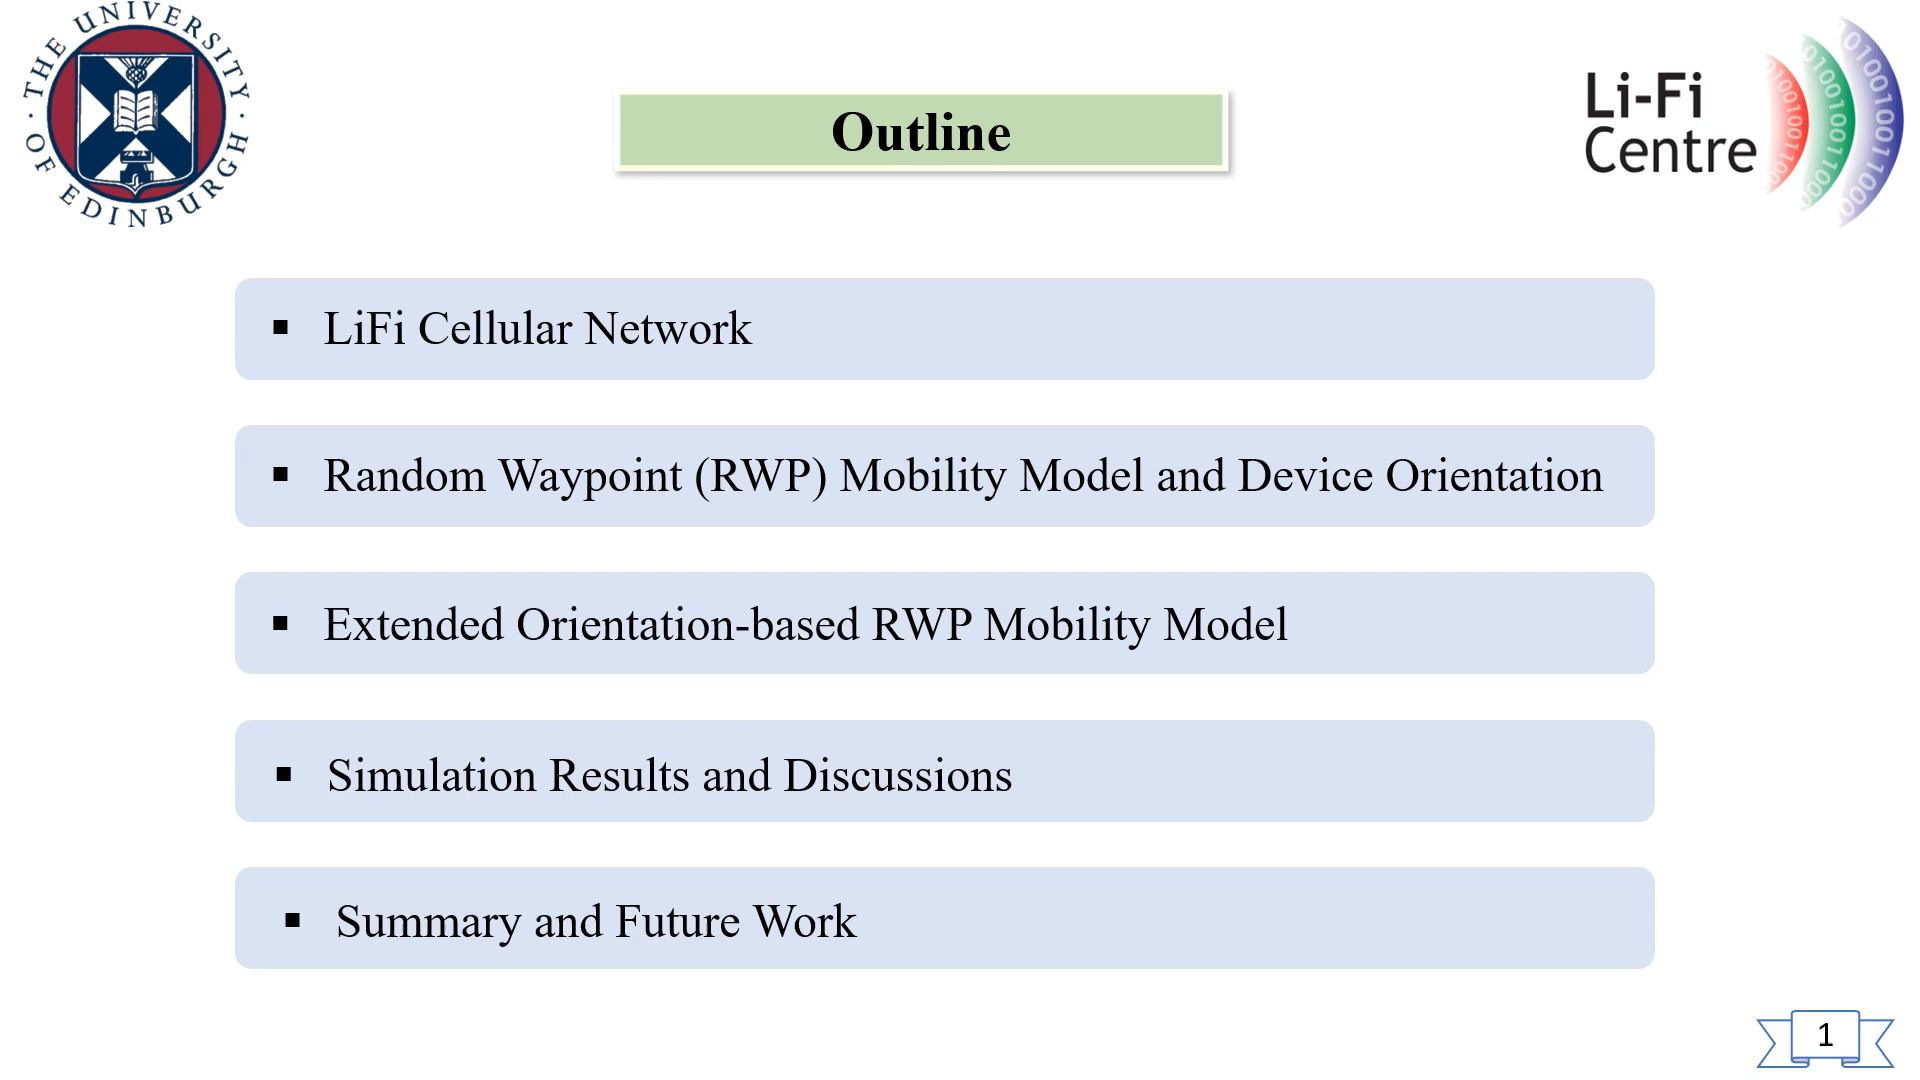 THE UNIVERSITY
· OF EDINBURGH ·
Outline
Li-Fi
Centre
▪ LiFi Cellular Network
▪ Random Waypoint (RWP) Mobility Model and Device Orientation
▪ Extended Orientation-based RWP Mobility Model
▪ Simulation Results and Discussions
▪ Summary and Future Work
1